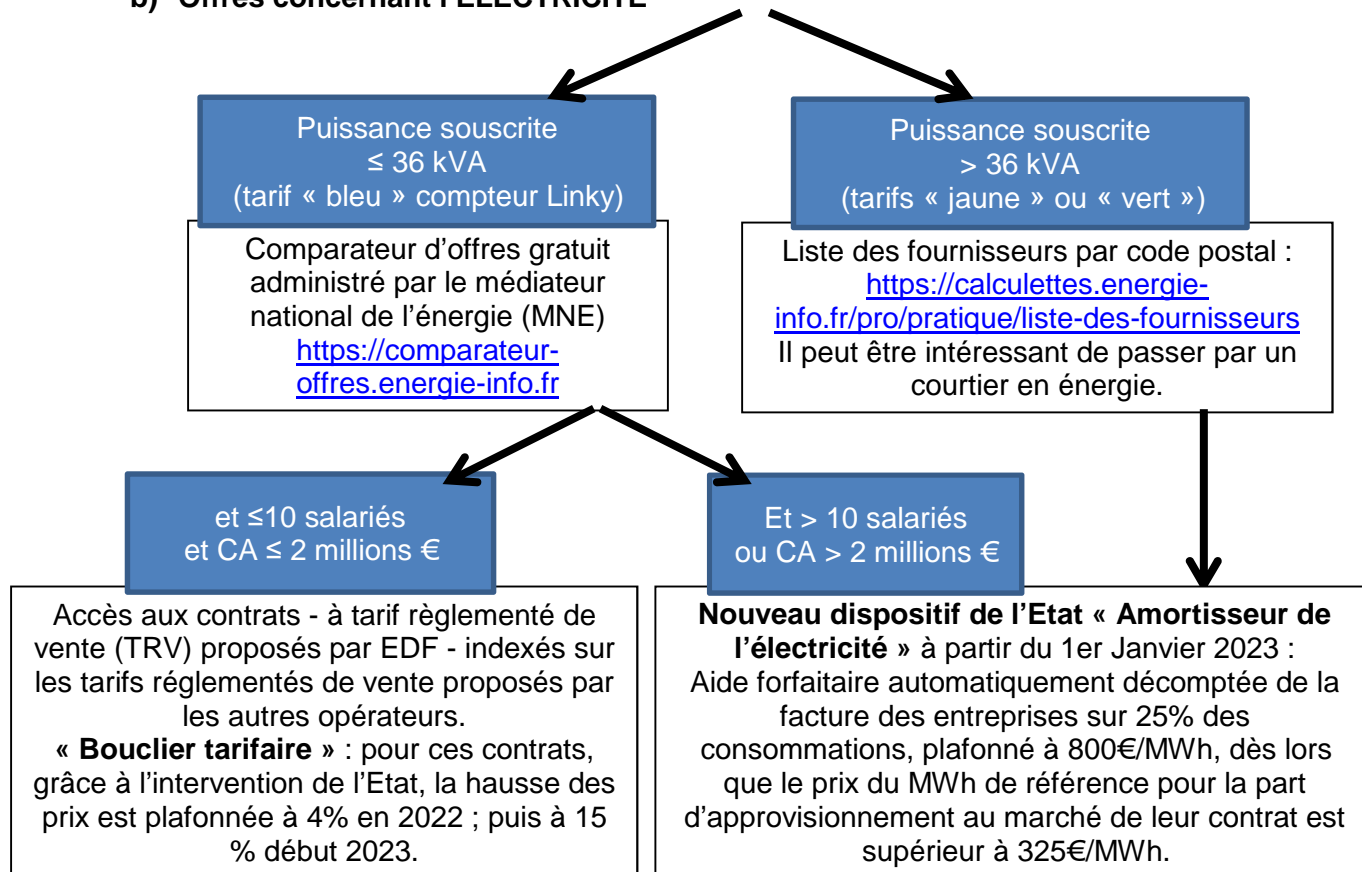 b) Offres concernant l'ELECTRICITE
Puissance souscrite
≤ 36 kVA
(tarif « bleu » compteur Linky)
Comparateur d'offres gratuit
administré par le médiateur
national de l'énergie (MNE)
https://comparateur-
offres.energie-info.fr
Puissance souscrite
> 36 kVA
(tarifs « jaune » ou « vert »)
Liste des fournisseurs par code postal :
https://calculettes.energie-
info.fr/pro/pratique/liste-des-fournisseurs
Il peut être intéressant de passer par un
courtier en énergie.
et ≤10 salariés
et CA ≤ 2 millions €
Accès aux contrats - à tarif règlementé de
vente (TRV) proposés par EDF - indexés sur
les tarifs réglementés de vente proposés par
les autres opérateurs.
« Bouclier tarifaire » : pour ces contrats,
grâce à l'intervention de l'Etat, la hausse des
prix est plafonnée à 4% en 2022 ; puis à 15
% début 2023.
Et > 10 salariés
ou CA > 2 millions €
Nouveau dispositif de l'Etat « Amortisseur de
l'électricité » à partir du 1er Janvier 2023 :
Aide forfaitaire automatiquement décomptée de la
facture des entreprises sur 25% des
consommations, plafonné à 800€/MWh, dès lors
que le prix du MWh de référence pour la part
d'approvisionnement au marché de leur contrat est
supérieur à 325€/MWh.